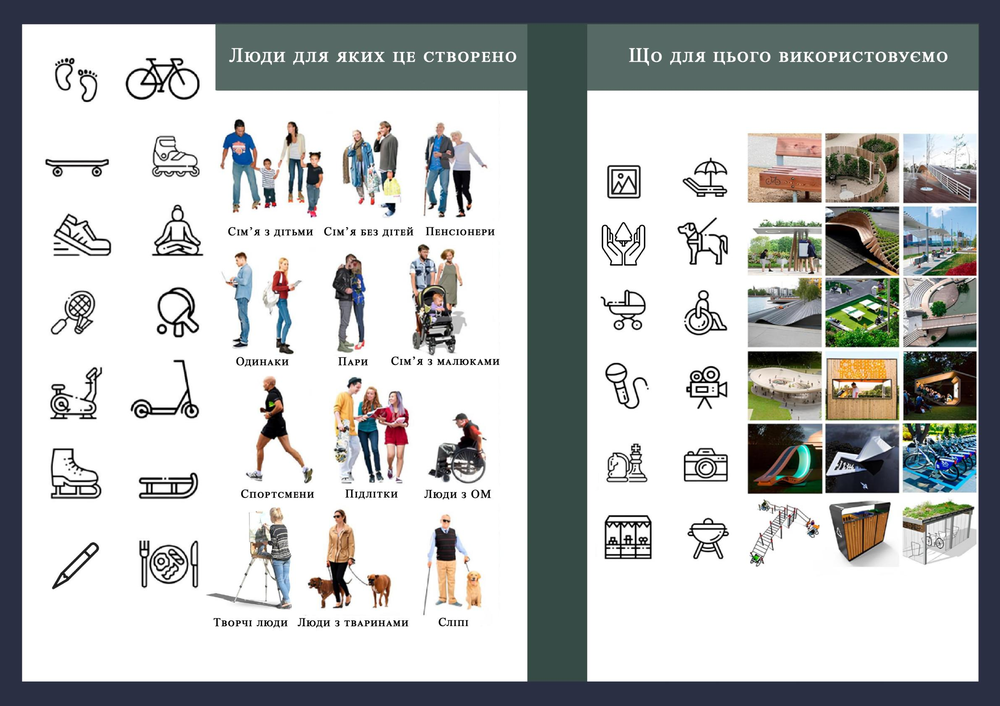 Люди для яких це створено
Що для цього використовуємо
Сім’я з дітьми Сім’я без дітей Пенсіонери
Одинаки Пари Сім’я з малюками
Спортсмени Підлітки Люди з ОМ
Творчі люди Люди з тваринами Сліпі